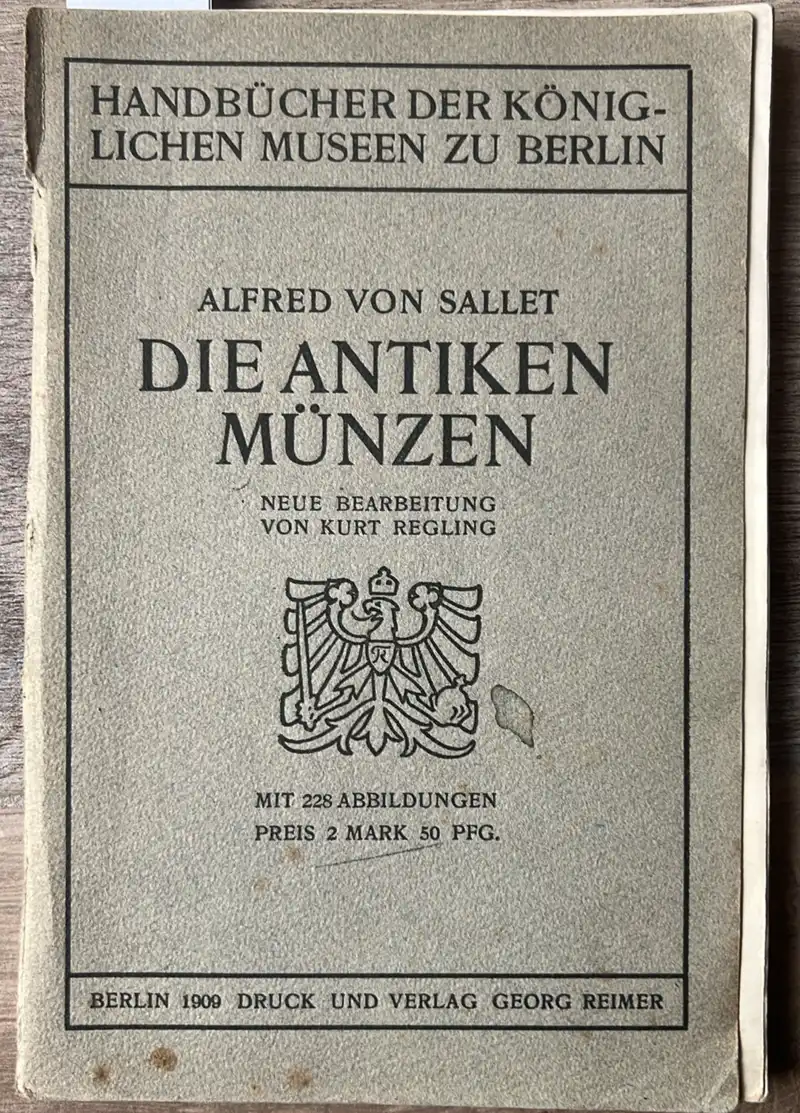 HANDBÜCHER DER KÖNIG-
LICHEN MUSEEN ZU BERLIN
ALFRED VON SALLET
DIE ANTIKEN
MÜNZEN
NEUE BEARBEITUNG
VON KURT REGLING
MIT 228 ABBILDUNGEN
PREIS 2 MARK 50 PFG.
BERLIN 1909 DRUCK UND VERLAG GEORG REIMER